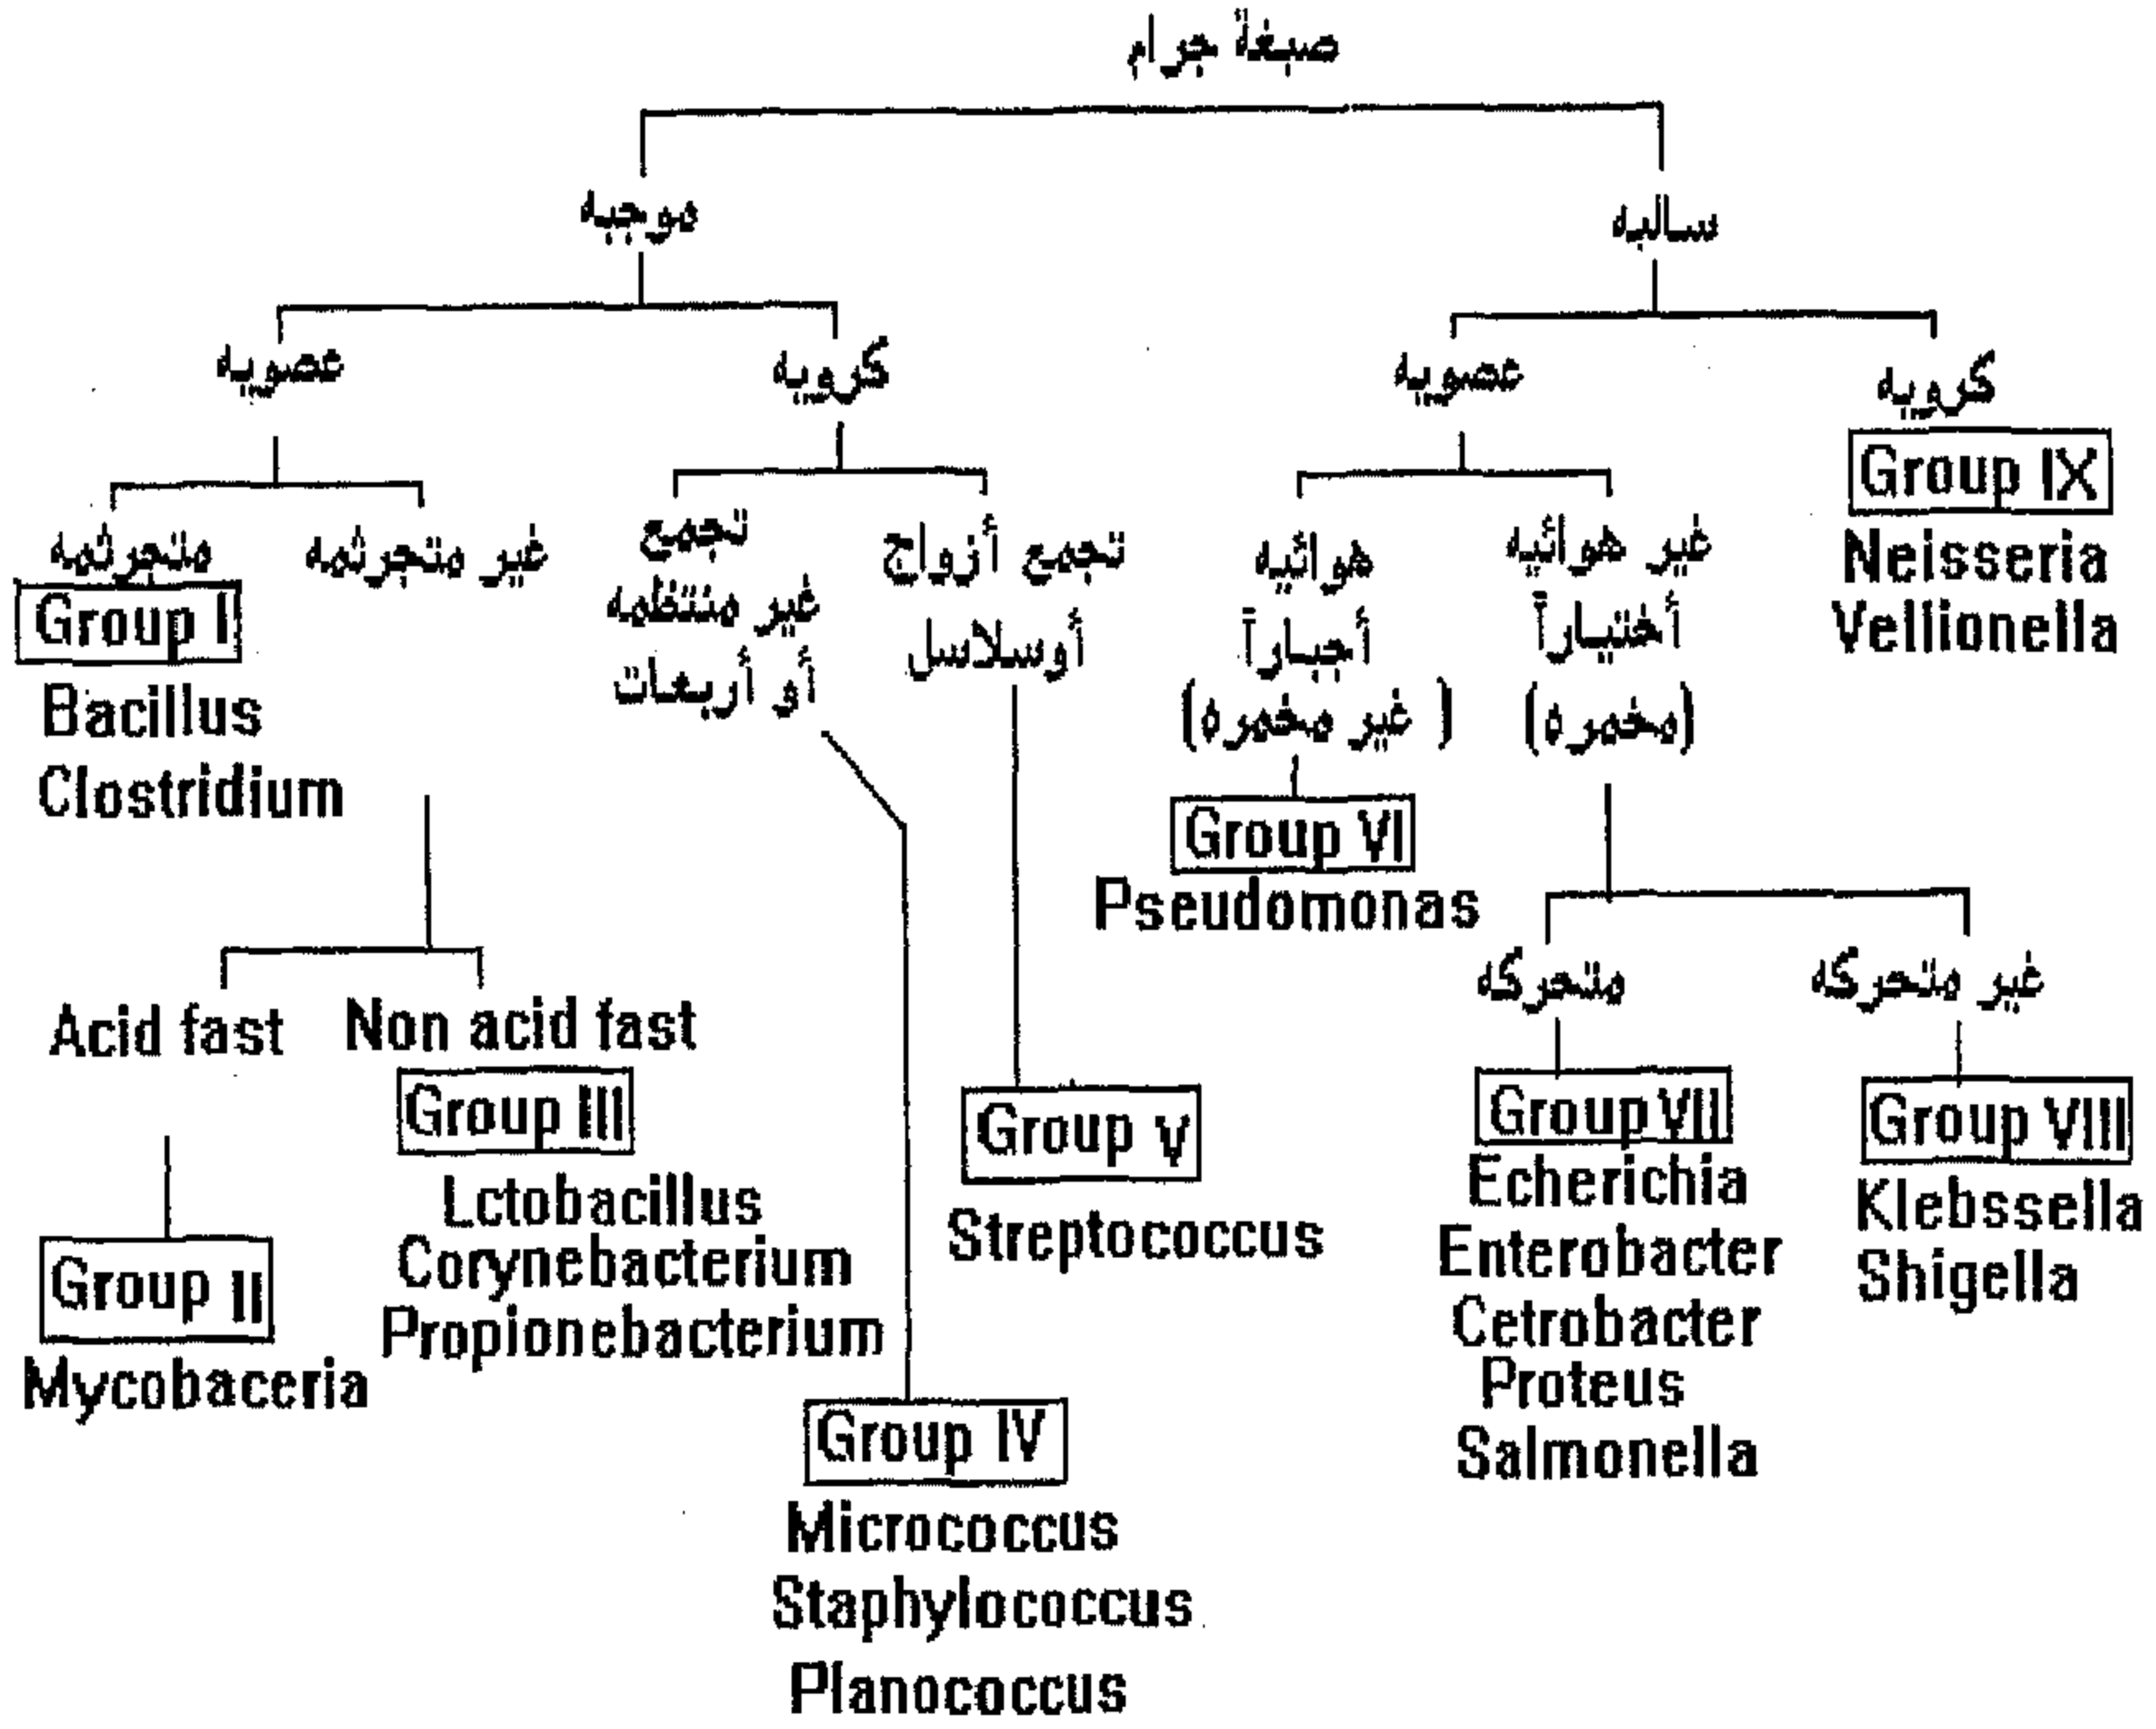 صبغة جرام
موجبه
سالبه
عصويه
كرويه
عصويه
كرويه
Group IX
Neisseria
Vellionella
متجرثمه
Group I
Bacillus
Clostridium
غير متجرثمه
تجمع
غير منتظمه
أو أربعات
تجمع أزواج
أوسلاسل
هوائيه
أجبارآ
( غير مخمره )
Group VI
Pseudomonas
غير هوائيه
أختيارآ
(مخمره)
Acid fast
Group II
Mycobaceria
Non acid fast
Group III
Lctobacillus
Corynebacterium
Propionebacterium
Group IV
Micrococcus
Staphylococcus
Planococcus
Group V
Streptococcus
متحركه
Group VII
Echerichia
Enterobacter
Cetrobacter
Proteus
Salmonella
غير متحركه
Group VIII
Klebssella
Shigella